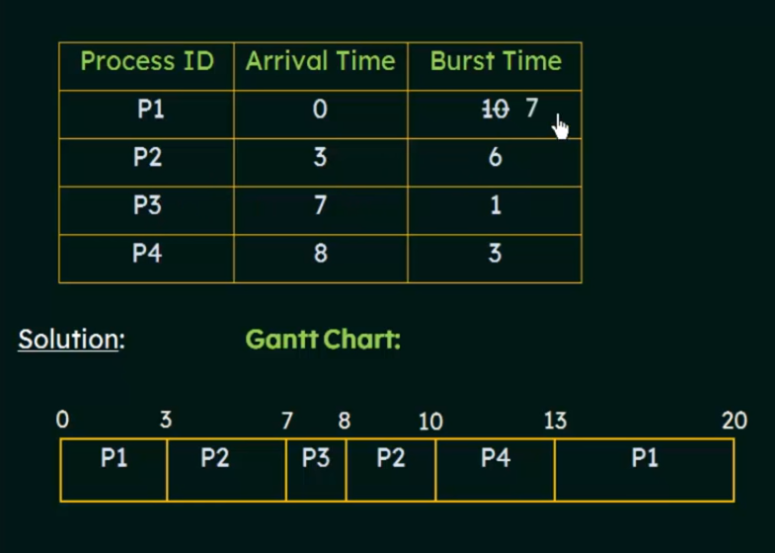 Process ID Arrival Time Burst Time
P1 0 10 7
P2 3 6
P3 7 1
P4 8 3
Solution: Gantt Chart:
0 3 7 8 10 13 20
P1 P2 P3 P2 P4 P1